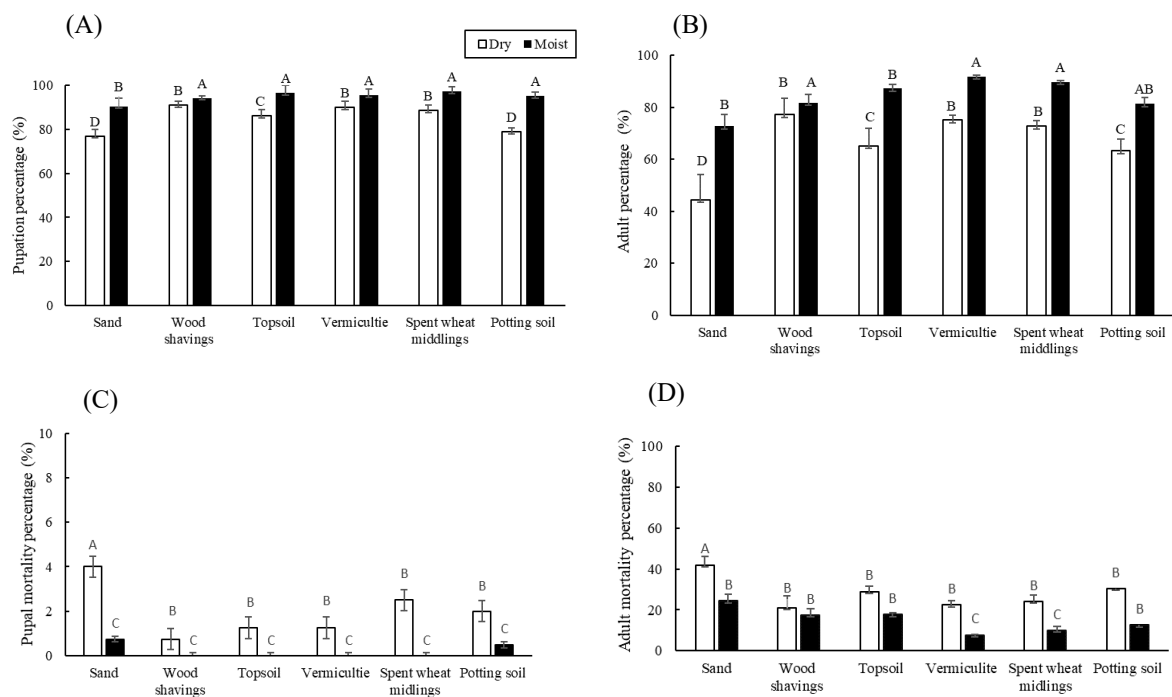 (A)
Dry Moist
Pupation percentage (%)
100
80
60
40
20
0
D B B A C A B A B A D A
Sand Wood shavings Topsoil Vermicultie Spent wheat middlings Potting soil
(B)
Adult percentage (%)
100
80
60
40
20
0
D B B A C B B A B A C AB
Sand Wood shavings Topsoil Vermicultie Spent wheat middlings Potting soil
(C)
Pupal mortality percentage (%)
10
8
6
4
2
0
A C B C B C B C B C B C
Sand Wood shavings Topsoil Vermicultie Spent wheat midlings Potting soil
(D)
Adult mortality percentage (%)
100
80
60
40
20
0
A B B B B B B C B C B B
Sand Wood shavings Topsoil Vermiculite Spent wheat midlings Potting soil